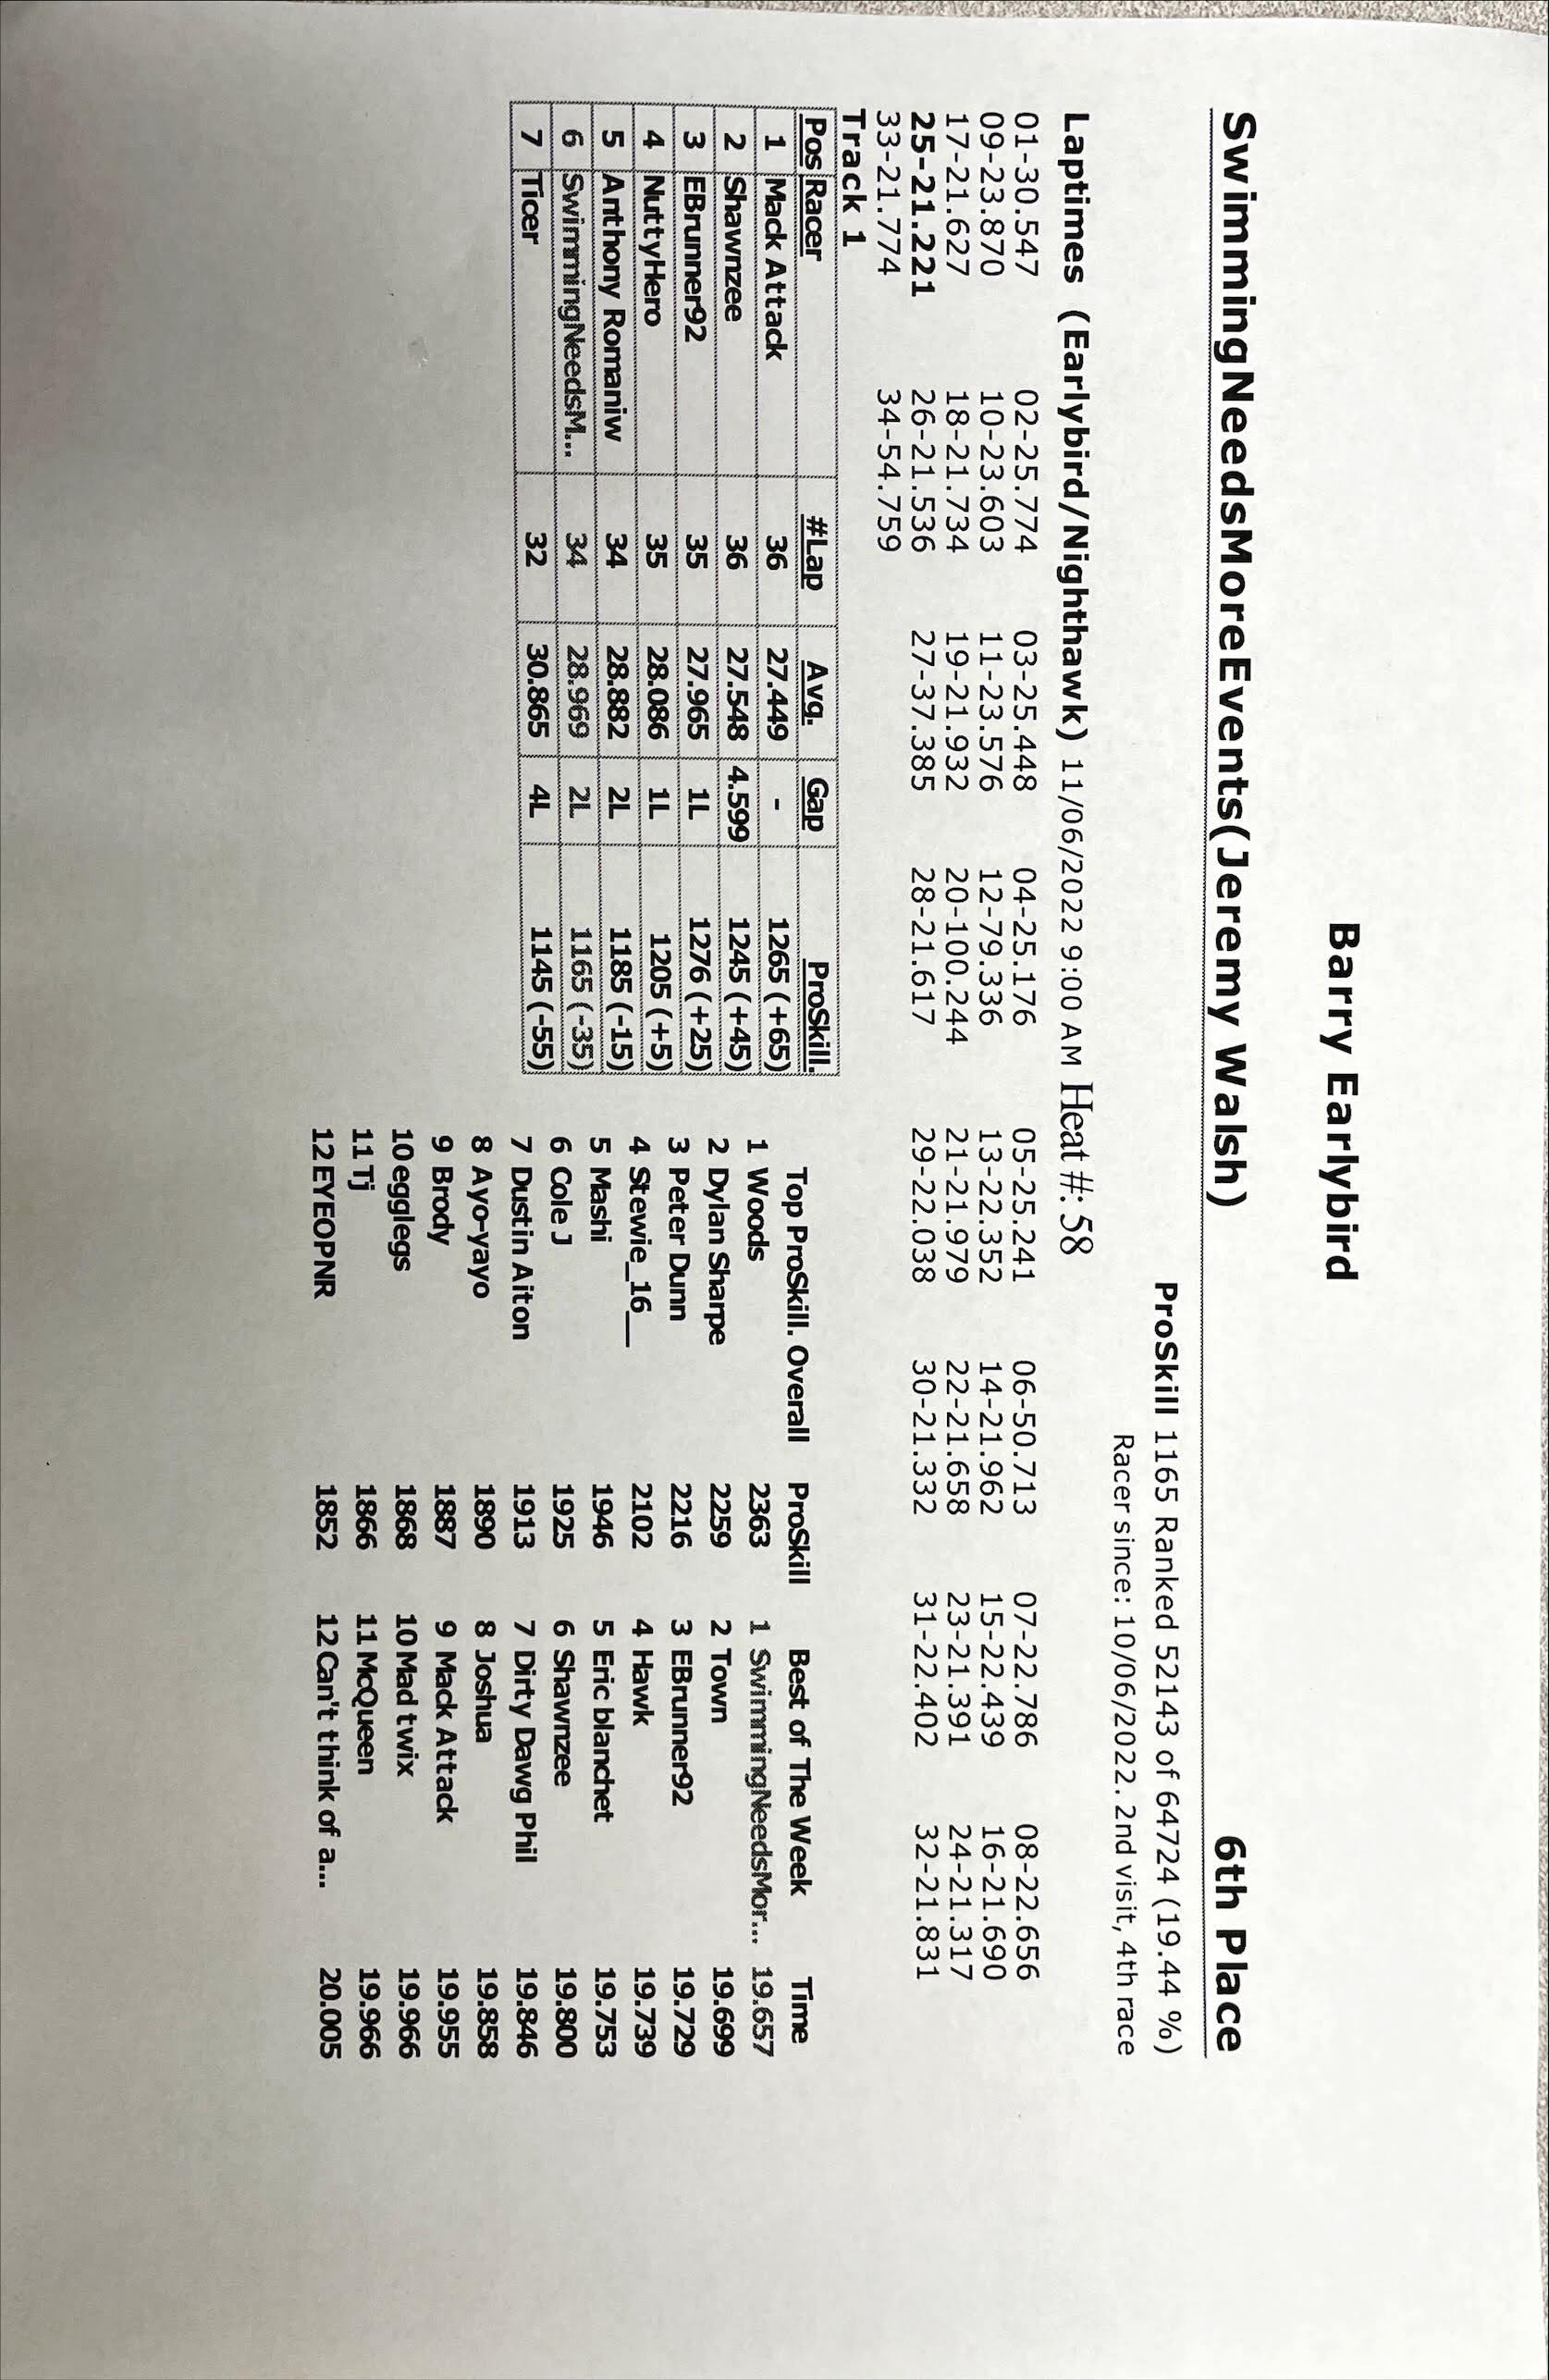 Barry Earlybird
SwimmingNeedsMoreEvents(Jeremy Walsh) 6th Place
ProSkill 1165 Ranked 52143 of 64724 (19.44 %)
Racer since: 10/06/2022. 2nd visit, 4th race
Laptimes (Earlybird/Nighthawk) 11/06/2022 9:00 AM Heat #: 58
01-30.547 02-25.774 03-25.448 04-25.176 05-25.241 06-50.713 07-22.786 08-22.656
09-23.870 10-23.603 11-23.576 12-79.336 13-22.352 14-21.962 15-22.439 16-21.690
17-21.627 18-21.734 19-21.932 20-100.244 21-21.979 22-21.658 23-21.391 24-21.317
25-21.221 26-21.536 27-37.385 28-21.617 29-22.038 30-21.332 31-22.402 32-21.831
33-21.774 34-54.759
Track 1
Pos Racer #Lap Avg. Gap ProSkill.
1 Mack Attack 36 27.449 - 1265 (+65)
2 Shawnzee 36 27.548 4.599 1245 (+45)
3 EBrunner92 35 27.965 1L 1276 (+25)
4 NuttyHero 35 28.086 1L 1205 (+5)
5 Anthony Romaniw 34 28.882 2L 1185 (-15)
6 SwimmingNeedsM... 34 28.969 2L 1165 (-35)
7 Ticer 32 30.865 4L 1145 (-55)
Top ProSkill. Overall ProSkill
1 Woods 2363
2 Dylan Sharpe 2259
3 Peter Dunn 2216
4 Stewie_16__ 2102
5 Mashi 1946
6 Cole J 1925
7 Dustin Aiton 1913
8 Ayo-yayo 1890
9 Brody 1887
10 egglegs 1868
11 Tj 1866
12 EYEOPNR 1852
Best of The Week Time
1 SwimmingNeedsMor... 19.657
2 Town 19.699
3 EBrunner92 19.729
4 Hawk 19.739
5 Eric blanchet 19.753
6 Shawnzee 19.800
7 Dirty Dawg Phil 19.846
8 Joshua 19.858
9 Mack Attack 19.955
10 Mad twix 19.966
11 McQueen 19.966
12 Can't think of a... 20.005